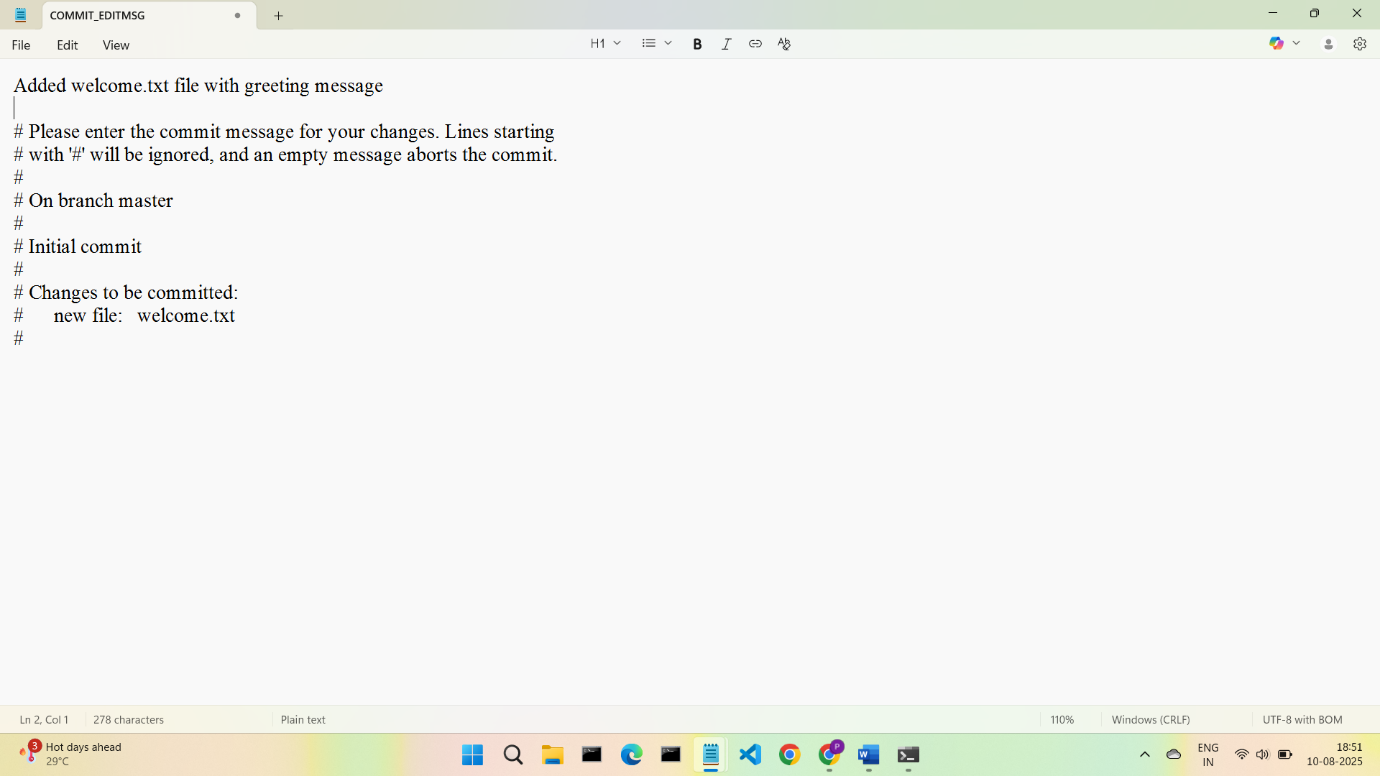 COMMIT_EDITMSG
File Edit View
H1
B I
Added welcome.txt file with greeting message
# Please enter the commit message for your changes. Lines starting
# with '#' will be ignored, and an empty message aborts the commit.
#
# On branch master
#
# Initial commit
#
# Changes to be committed:
#	new file:   welcome.txt
#
Ln 2, Col 1 278 characters Plain text 110% Windows (CRLF) UTF-8 with BOM
3 Hot days ahead
29°C
P
W
ENG
IN
18:51
10-08-2025